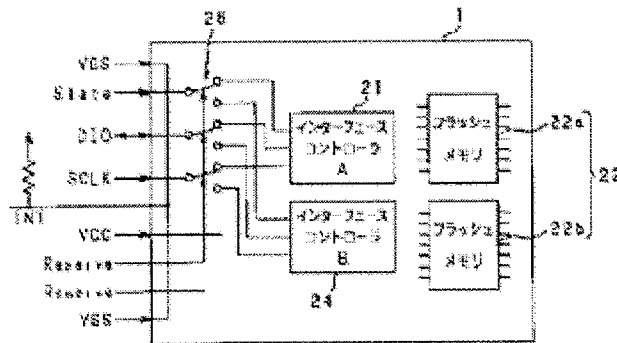 1
26
VGS
State
DIO
SCLK
INI
VCC
Reserve
Reserve
VSS
21
インターフェース
コントローラ
A
インターフェース
コントローラ
B
24
フラッシュ
メモリ
22a
フラッシュ
メモリ
22b
22